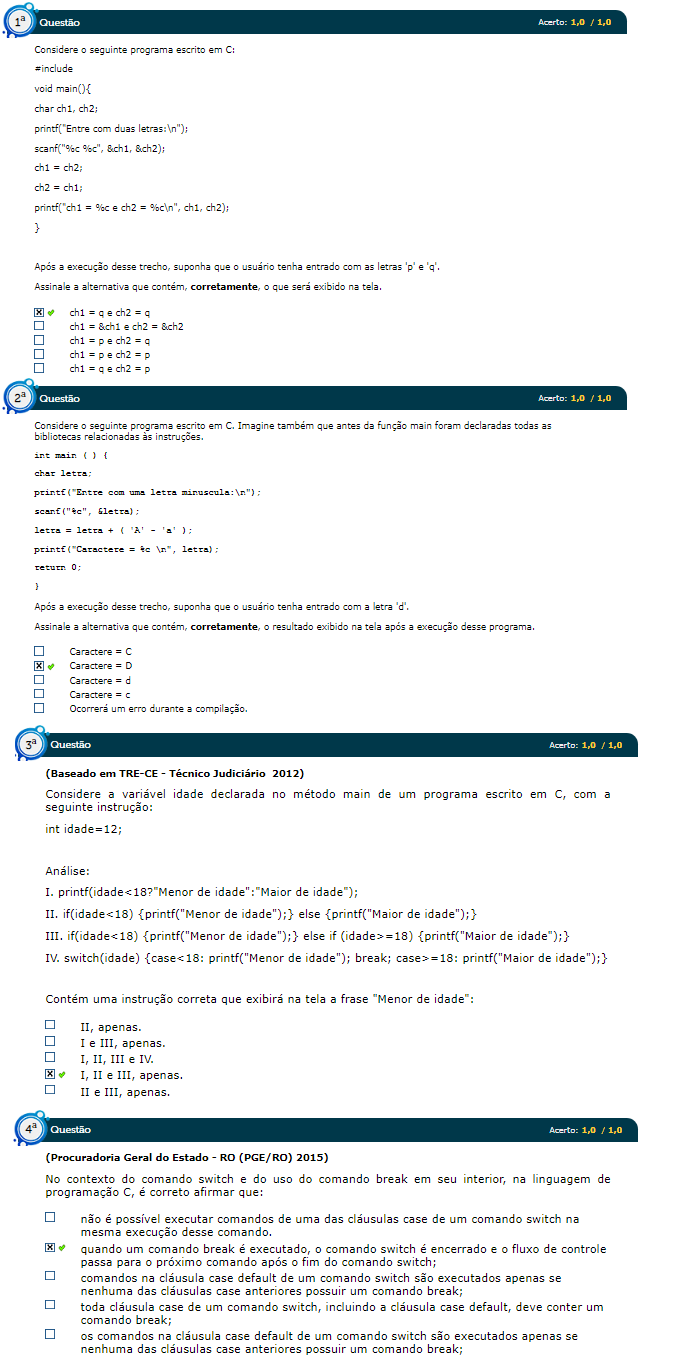 1ª Questão Acerto: 1,0 / 1,0
Considere o seguinte programa escrito em C:
#include
void main(){
char ch1, ch2;
printf("Entre com duas letras:\n");
scanf("%c %c", &ch1, &ch2);
ch1 = ch2;
ch2 = ch1;
printf("ch1 = %c e ch2 = %c\n", ch1, ch2);
}
Após a execução desse trecho, suponha que o usuário tenha entrado com as letras 'p' e 'q'.
Assinale a alternativa que contém, corretamente, o que será exibido na tela.
ch1 = q e ch2 = q
ch1 = &ch1 e ch2 = &ch2
ch1 = p e ch2 = q
ch1 = p e ch2 = p
ch1 = q e ch2 = p
2ª Questão Acerto: 1,0 / 1,0
Considere o seguinte programa escrito em C. Imagine também que antes da função main foram declaradas todas as
bibliotecas relacionadas às instruções.
int main ( ) {
char letra;
printf("Entre com uma letra minuscula:\n");
scanf("%c", &letra);
letra = letra + ( 'A' - 'a' );
printf("Caractere = %c \n", letra);
return 0;
}
Após a execução desse trecho, suponha que o usuário tenha entrado com a letra 'd'.
Assinale a alternativa que contém, corretamente, o resultado exibido na tela após a execução desse programa.
Caractere = C
Caractere = D
Caractere = d
Caractere = c
Ocorrerá um erro durante a compilação.
3ª Questão Acerto: 1,0 / 1,0
(Baseado em TRE-CE - Técnico Judiciário 2012)
Considere a variável idade declarada no método main de um programa escrito em C, com a
seguinte instrução:
int idade=12;
Análise:
I. printf(idade<18?"Menor de idade":"Maior de idade");
II. if(idade<18) {printf("Menor de idade");} else {printf("Maior de idade");}
III. if(idade<18) {printf("Menor de idade");} else if (idade>=18) {printf("Maior de idade");}
IV. switch(idade) {case<18: printf("Menor de idade"); break; case>=18: printf("Maior de idade");}
Contém uma instrução correta que exibirá na tela a frase "Menor de idade":
II, apenas.
I e III, apenas.
I, II, III e IV.
I, II e III, apenas.
II e III, apenas.
4ª Questão Acerto: 1,0 / 1,0
(Procuradoria Geral do Estado - RO (PGE/RO) 2015)
No contexto do comando switch e do uso do comando break em seu interior, na linguagem de
programação C, é correto afirmar que:
não é possível executar comandos de uma das cláusulas case de um comando switch na
mesma execução desse comando.
quando um comando break é executado, o comando switch é encerrado e o fluxo de controle
passa para o próximo comando após o fim do comando switch;
comandos na cláusula case default de um comando switch são executados apenas se
nenhuma das cláusulas case anteriores possuir um comando break;
toda cláusula case de um comando switch, incluindo a cláusula case default, deve conter um
comando break;
os comandos na cláusula case default de um comando switch são executados apenas se
nenhuma das cláusulas case anteriores possuir um comando break;